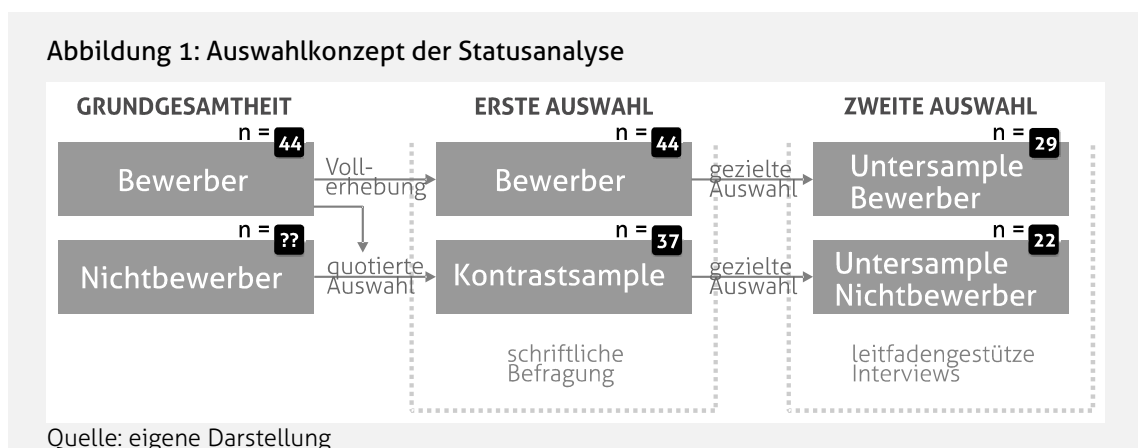 Abbildung 1: Auswahlkonzept der Statusanalyse
GRUNDGESAMTHEIT
ERSTE AUSWAHL
ZWEITE AUSWAHL
n = 44
n = 44
n = 29
Bewerber
Voll-
erhebung
Bewerber
gezielte
Auswahl
Untersample
Bewerber
n = ??
n = 37
n = 22
Nichtbewerber
quotierte
Auswahl
Kontrastsample
gezielte
Auswahl
Untersample
Nichtbewerber
schriftliche
Befragung
leitfadengestütze
Interviews
Quelle: eigene Darstellung